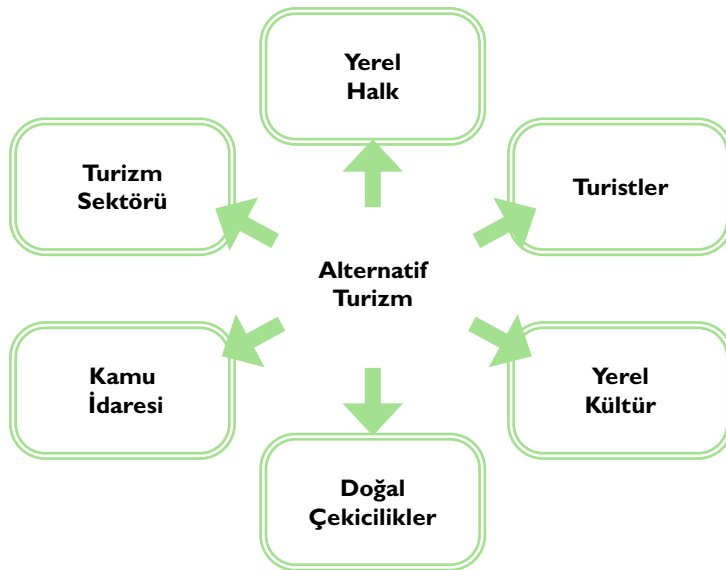 Yerel
Halk
Turizm
Sektörü
Turistler
Alternatif
Turizm
Kamu
İdaresi
Yerel
Kültür
Doğal
Çekicilikler